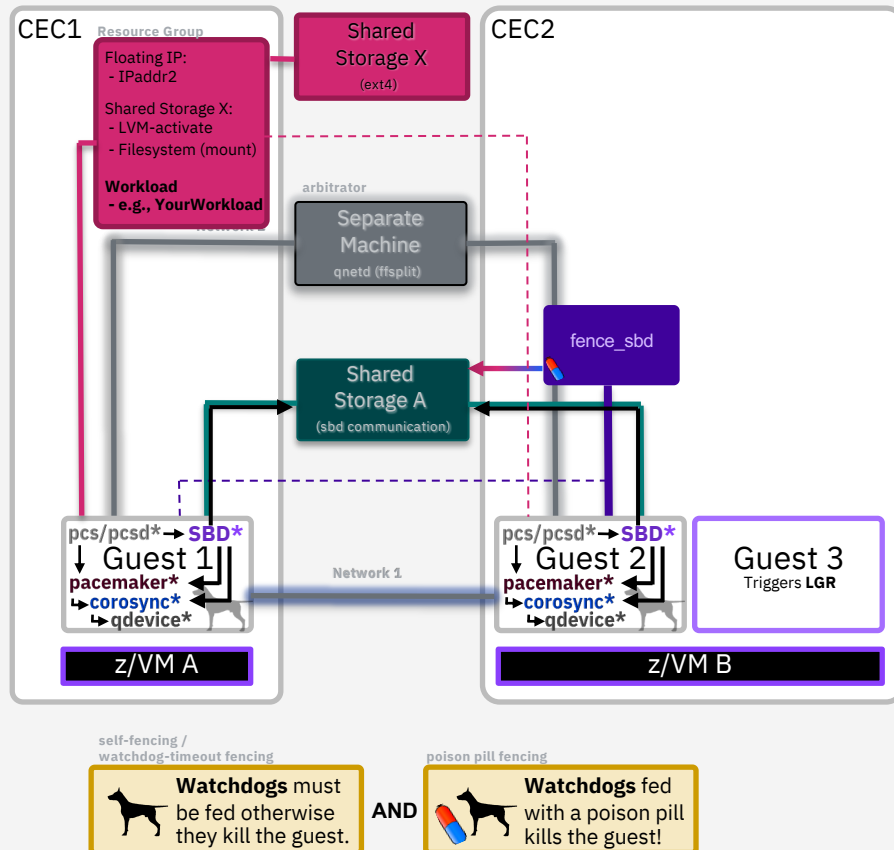 CEC1
Resource Group
Floating IP:
- IPaddr2
Shared Storage X:
- LVM-activate
- Filesystem (mount)
Workload
- e.g., YourWorkload
Shared
Storage X
(ext4)
CEC2
arbitrator
Separate
Machine
qnetd (ffsplit)
fence_sbd
Shared
Storage A
(sbd communication)
pcs/pcsd*
SBD*
Guest 1
pacemaker*
corosync*
qdevice*
Network 1
pcs/pcsd*
SBD*
Guest 2
pacemaker*
corosync*
qdevice*
Guest 3
Triggers LGR
z/VM A
z/VM B
self-fencing /
watchdog-timeout fencing
Watchdogs must
be fed otherwise
they kill the guest.
AND
poison pill fencing
Watchdogs fed
with a poison pill
kills the guest!